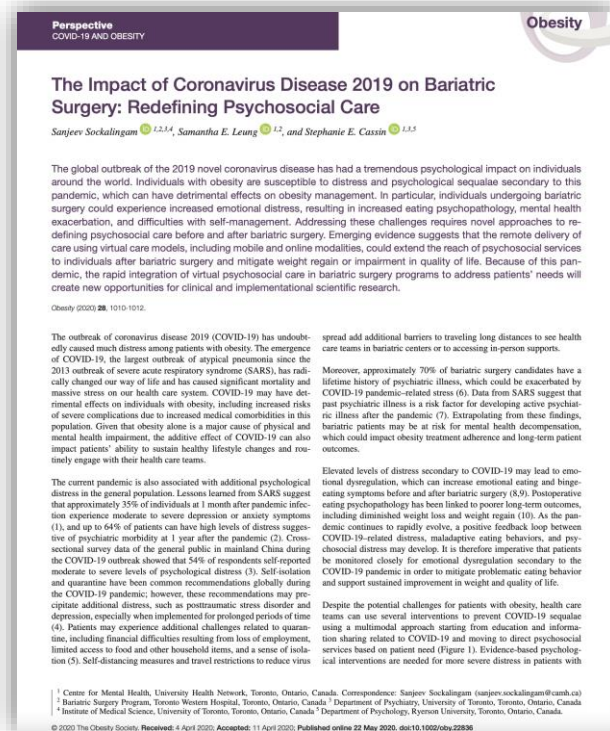 Perspective
COVID-19 AND OBESITY
Obesity
The Impact of Coronavirus Disease 2019 on Bariatric
Surgery: Redefining Psychosocial Care
Sanjeev Sockalingam 1,2,3,4, Samantha E. Leung 1,2, and Stephanie E. Cassin 1,3,5
The global outbreak of the 2019 novel coronavirus disease has had a tremendous psychological impact on individuals
around the world. Individuals with obesity are susceptible to distress and psychological sequalae secondary to this
pandemic, which can have detrimental effects on obesity management. In particular, individuals undergoing bariatric
surgery could experience increased emotional distress, resulting in increased eating psychopathology, mental health
exacerbation, and difficulties with self-management. Addressing these challenges requires novel approaches to re-
defining psychosocial care before and after bariatric surgery. Emerging evidence suggests that the remote delivery of
care using virtual care models, including mobile and online modalities, could extend the reach of psychosocial services
to individuals after bariatric surgery and mitigate weight regain or impairment in quality of life. Because of this pan-
demic, the rapid integration of virtual psychosocial care in bariatric surgery programs to address patients' needs will
create new opportunities for clinical and implementational scientific research.
Obesity (2020) 28, 1010-1012.
The outbreak of coronavirus disease 2019 (COVID-19) has undoubt-
edly caused much distress among patients with obesity. The emergence
of COVID-19, the largest outbreak of atypical pneumonia since the
2013 outbreak of severe acute respiratory syndrome (SARS), has radi-
cally changed our way of life and has caused significant mortality and
massive stress on our health care system. COVID-19 may have det-
rimental effects on individuals with obesity, including increased risks
of severe complications due to increased medical comorbidities in this
population. Given that obesity alone is a major cause of physical and
mental health impairment, the additive effect of COVID-19 can also
impact patients' ability to sustain healthy lifestyle changes and rou-
tinely engage with their health care teams.
The current pandemic is also associated with additional psychological
distress in the general population. Lessons learned from SARS suggest
that approximately 35% of individuals at 1 month after pandemic infec-
tion experience moderate to severe depression or anxiety symptoms
(1), and up to 64% of patients can have high levels of distress sugges-
tive of psychiatric morbidity at 1 year after the pandemic (2). Cross-
sectional survey data of the general public in mainland China during
the COVID-19 outbreak showed that 54% of respondents self-reported
moderate to severe levels of psychological distress (3). Self-isolation
and quarantine have been common recommendations globally during
the COVID-19 pandemic; however, these recommendations may pre-
cipitate additional distress, such as posttraumatic stress disorder and
depression, especially when implemented for prolonged periods of time
(4). Patients may experience additional challenges related to quaran-
tine, including financial difficulties resulting from loss of employment,
limited access to food and other household items, and a sense of isola-
tion (5). Self-distancing measures and travel restrictions to reduce virus
spread add additional barriers to traveling long distances to see health
care teams in bariatric centers or to accessing in-person supports.
Moreover, approximately 70% of bariatric surgery candidates have a
lifetime history of psychiatric illness, which could be exacerbated by
COVID-19 pandemic–related stress (6). Data from SARS suggest that
past psychiatric illness is a risk factor for developing active psychiat-
ric illness after the pandemic (7). Extrapolating from these findings,
bariatric patients may be at risk for mental health decompensation,
which could impact obesity treatment adherence and long-term patient
outcomes.
Elevated levels of distress secondary to COVID-19 may lead to emo-
tional dysregulation, which can increase emotional eating and binge-
eating symptoms before and after bariatric surgery (8,9). Postoperative
eating psychopathology has been linked to poorer long-term outcomes,
including diminished weight loss and weight regain (10). As the pan-
demic continues to rapidly evolve, a positive feedback loop between
COVID-19–related distress, maladaptive eating behaviors, and psy-
chosocial distress may develop. It is therefore imperative that patients
be monitored closely for emotional dysregulation secondary to the
COVID-19 pandemic in order to mitigate problematic eating behavior
and support sustained improvement in weight and quality of life.
Despite the potential challenges for patients with obesity, health care
teams can use several interventions to prevent COVID-19 sequalae
using a multimodal approach starting from education and informa-
tion sharing related to COVID-19 and moving to direct psychosocial
services based on patient need (Figure 1). Evidence-based psycholog-
ical interventions are needed for more severe distress in patients with
1 Centre for Mental Health, University Health Network, Toronto, Ontario, Canada. Correspondence: Sanjeev Sockalingam (sanjeev.sockalingam@camh.ca)
2 Bariatric Surgery Program, Toronto Western Hospital, Toronto, Ontario, Canada 3 Department of Psychiatry, University of Toronto, Toronto, Ontario, Canada
4 Institute of Medical Science, University of Toronto, Toronto, Ontario, Canada 5 Department of Psychology, Ryerson University, Toronto, Ontario, Canada.
© 2020 The Obesity Society. Received: 4 April 2020; Accepted: 11 April 2020; Published online 22 May 2020. doi:10.1002/oby.22836